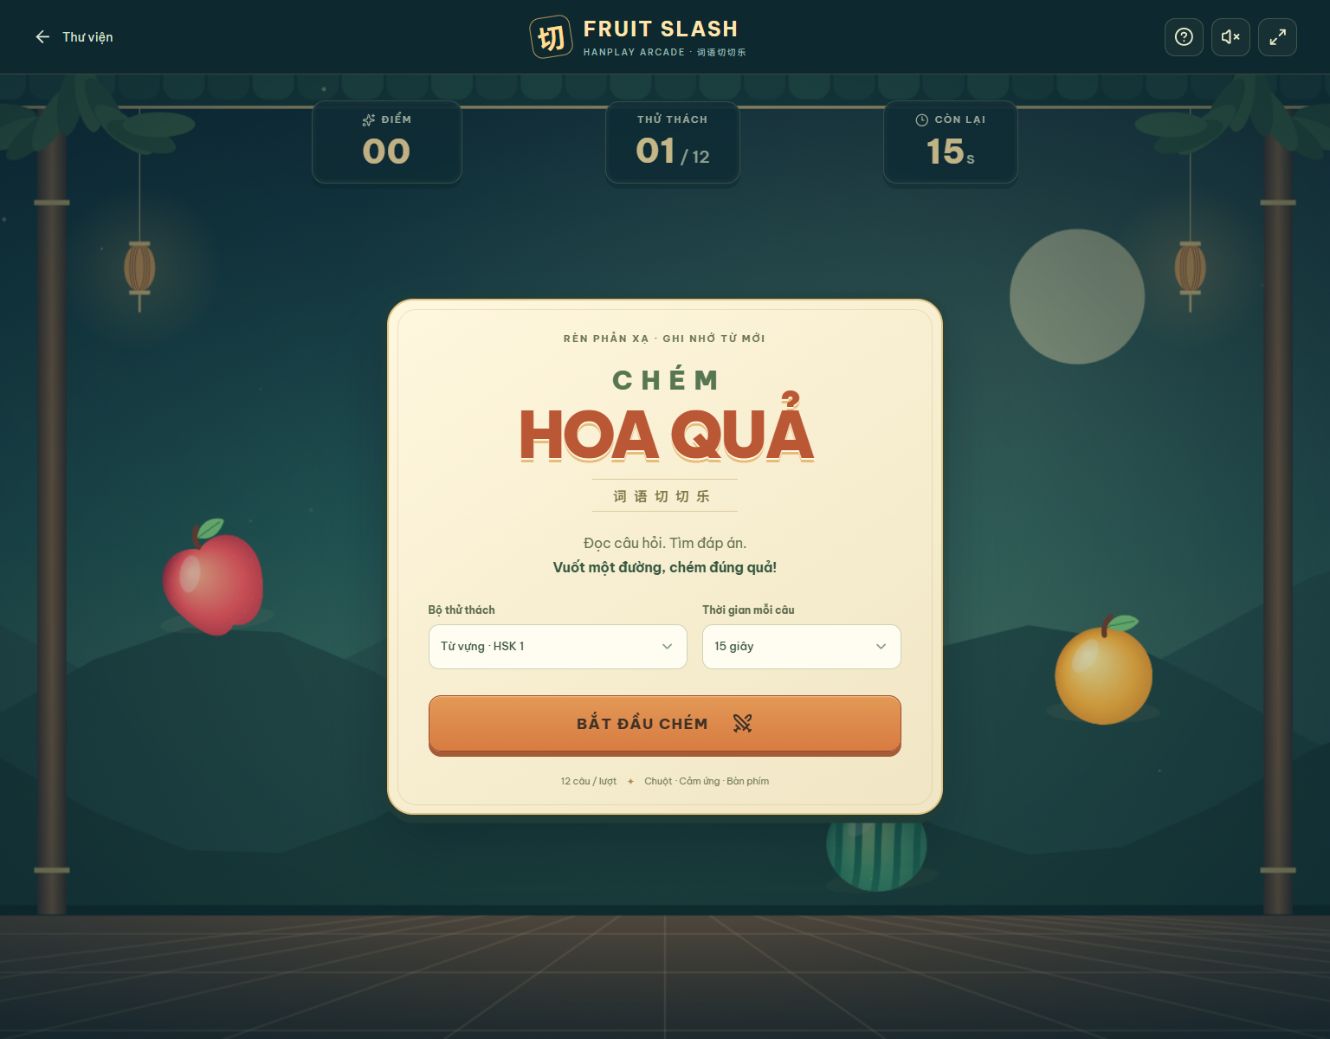 Thư viện
切
FRUIT SLASH
HANPLAY ARCADE · 词语切切乐
ĐIỂM
00
THỬ THÁCH
01 / 12
CÒN LẠI
15s
RÈN PHẢN XẠ · GHI NHỚ TỪ MỚI
CHÉM
HOA QUẢ
词语切切乐
Đọc câu hỏi. Tìm đáp án.
Vuốt một đường, chém đúng quả!
Bộ thử thách
Thời gian mỗi câu
Từ vựng · HSK 1
15 giây
BẮT ĐẦU CHÉM
12 câu / lượt ✦ Chuột · Cảm ứng · Bàn phím